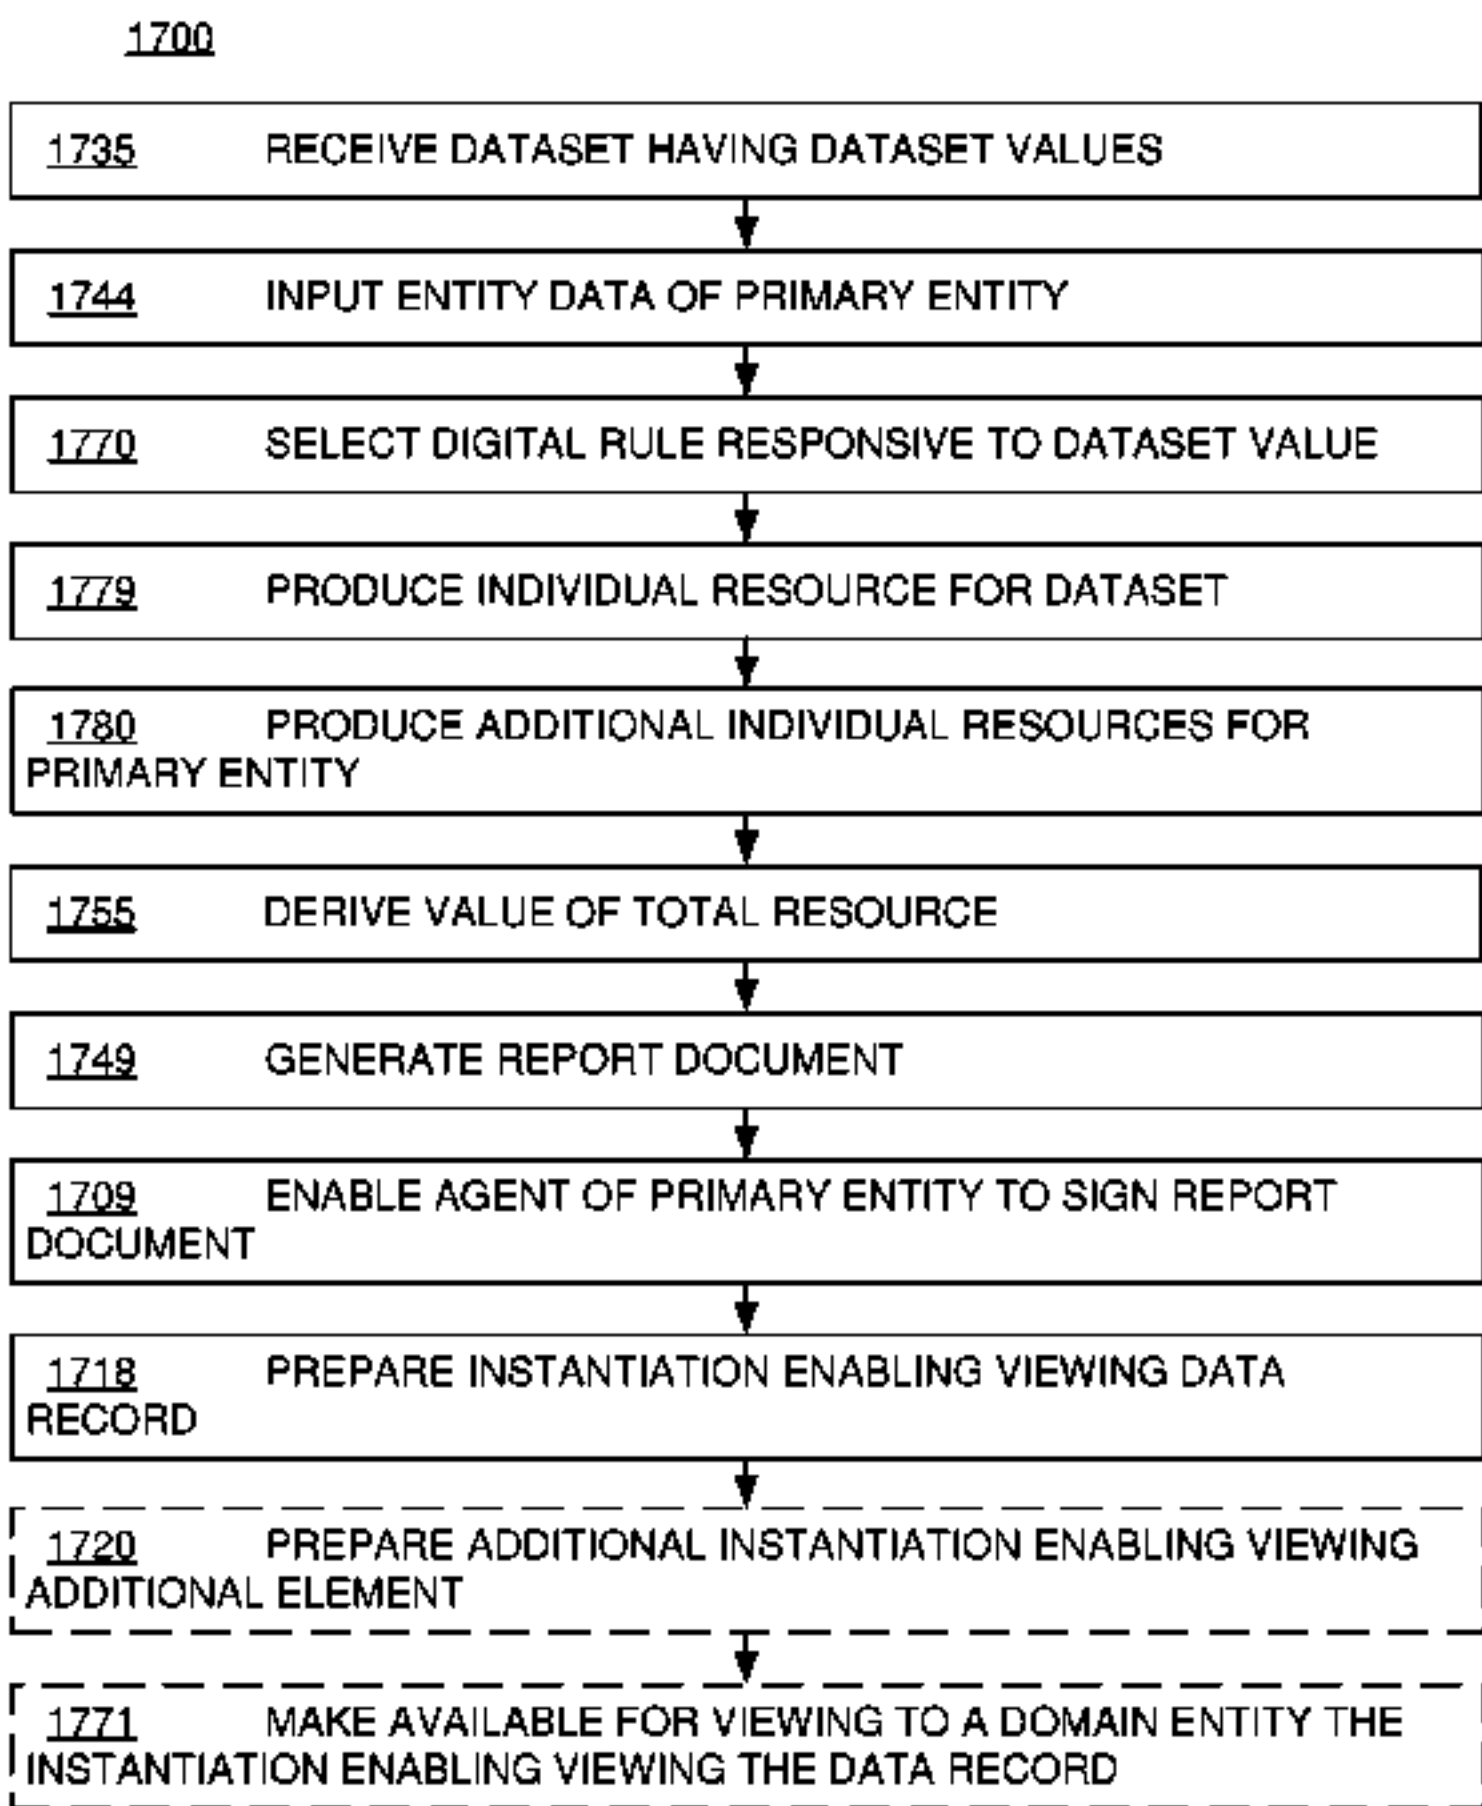 1700
1735 RECEIVE DATASET HAVING DATASET VALUES
1744 INPUT ENTITY DATA OF PRIMARY ENTITY
1770 SELECT DIGITAL RULE RESPONSIVE TO DATASET VALUE
1779 PRODUCE INDIVIDUAL RESOURCE FOR DATASET
1780 PRODUCE ADDITIONAL INDIVIDUAL RESOURCES FOR
PRIMARY ENTITY
1755 DERIVE VALUE OF TOTAL RESOURCE
1749 GENERATE REPORT DOCUMENT
1709 ENABLE AGENT OF PRIMARY ENTITY TO SIGN REPORT
DOCUMENT
1718 PREPARE INSTANTIATION ENABLING VIEWING DATA
RECORD
1720 PREPARE ADDITIONAL INSTANTIATION ENABLING VIEWING
ADDITIONAL ELEMENT
1771 MAKE AVAILABLE FOR VIEWING TO A DOMAIN ENTITY THE
INSTANTIATION ENABLING VIEWING THE DATA RECORD